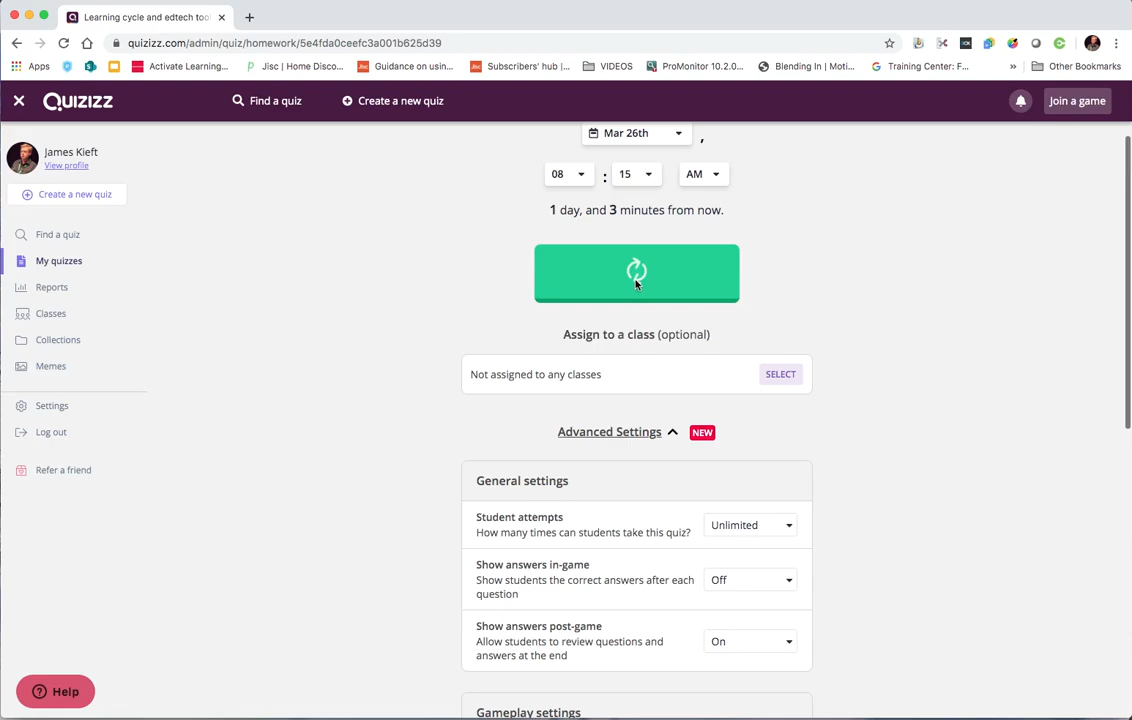 Learning cycle and edtech tool
quizizz.com/admin/quiz/homework/5e4fda0ceefc3a001b625d39
Apps
Activate Learning...
Jisc | Home Disco...
Guidance on usin...
Subscribers' hub |...
VIDEOS
ProMonitor 10.2.0...
Blending In | Moti...
Training Center: F...
»
Other Bookmarks
Quizizz
Find a quiz
Create a new quiz
Join a game
James Kieft
View profile
Create a new quiz
Find a quiz
My quizzes
Reports
Classes
Collections
Memes
Settings
Log out
Refer a friend
Help
Mar 26th ,
08 : 15 AM
1 day, and 3 minutes from now.
Assign to a class (optional)
Not assigned to any classes SELECT
Advanced Settings NEW
General settings
Student attempts
How many times can students take this quiz? Unlimited
Show answers in-game
Show students the correct answers after each
question
Off
Show answers post-game
Allow students to review questions and
answers at the end
On
Gameplay settings